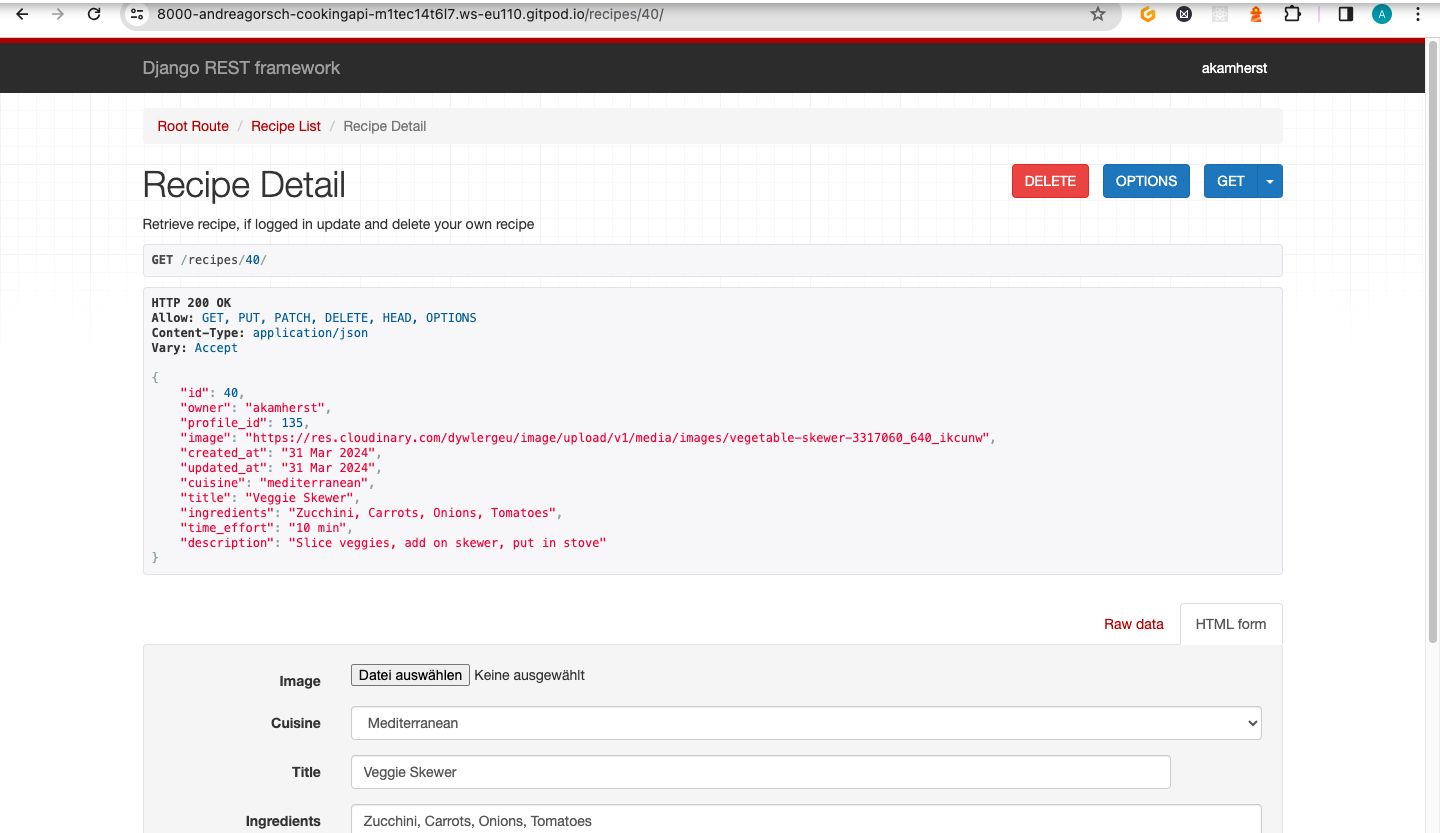 8000-andreagorsch-cookingapi-m1tec14t6l7.ws-eu110.gitpod.io/recipes/40/
A
Django REST framework
akamherst
Root Route / Recipe List / Recipe Detail
Recipe Detail
DELETE
OPTIONS
GET
Retrieve recipe, if logged in update and delete your own recipe
GET /recipes/40/
HTTP 200 OK
Allow: GET, PUT, PATCH, DELETE, HEAD, OPTIONS
Content-Type: application/json
Vary: Accept
{
"id": 40,
"owner": "akamherst",
"profile_id": 135,
"image": "https://res.cloudinary.com/dywlergeu/image/upload/v1/media/images/vegetable-skewer-3317060_640_ikcunw",
"created_at": "31 Mar 2024",
"updated_at": "31 Mar 2024",
"cuisine": "mediterranean",
"title": "Veggie Skewer",
"ingredients": "Zucchini, Carrots, Onions, Tomatoes",
"time_effort": "10 min",
"description": "Slice veggies, add on skewer, put in stove"
}
Raw data
HTML form
Image
Datei auswählen Keine ausgewählt
Cuisine
Mediterranean
Title
Veggie Skewer
Ingredients
Zucchini, Carrots, Onions, Tomatoes